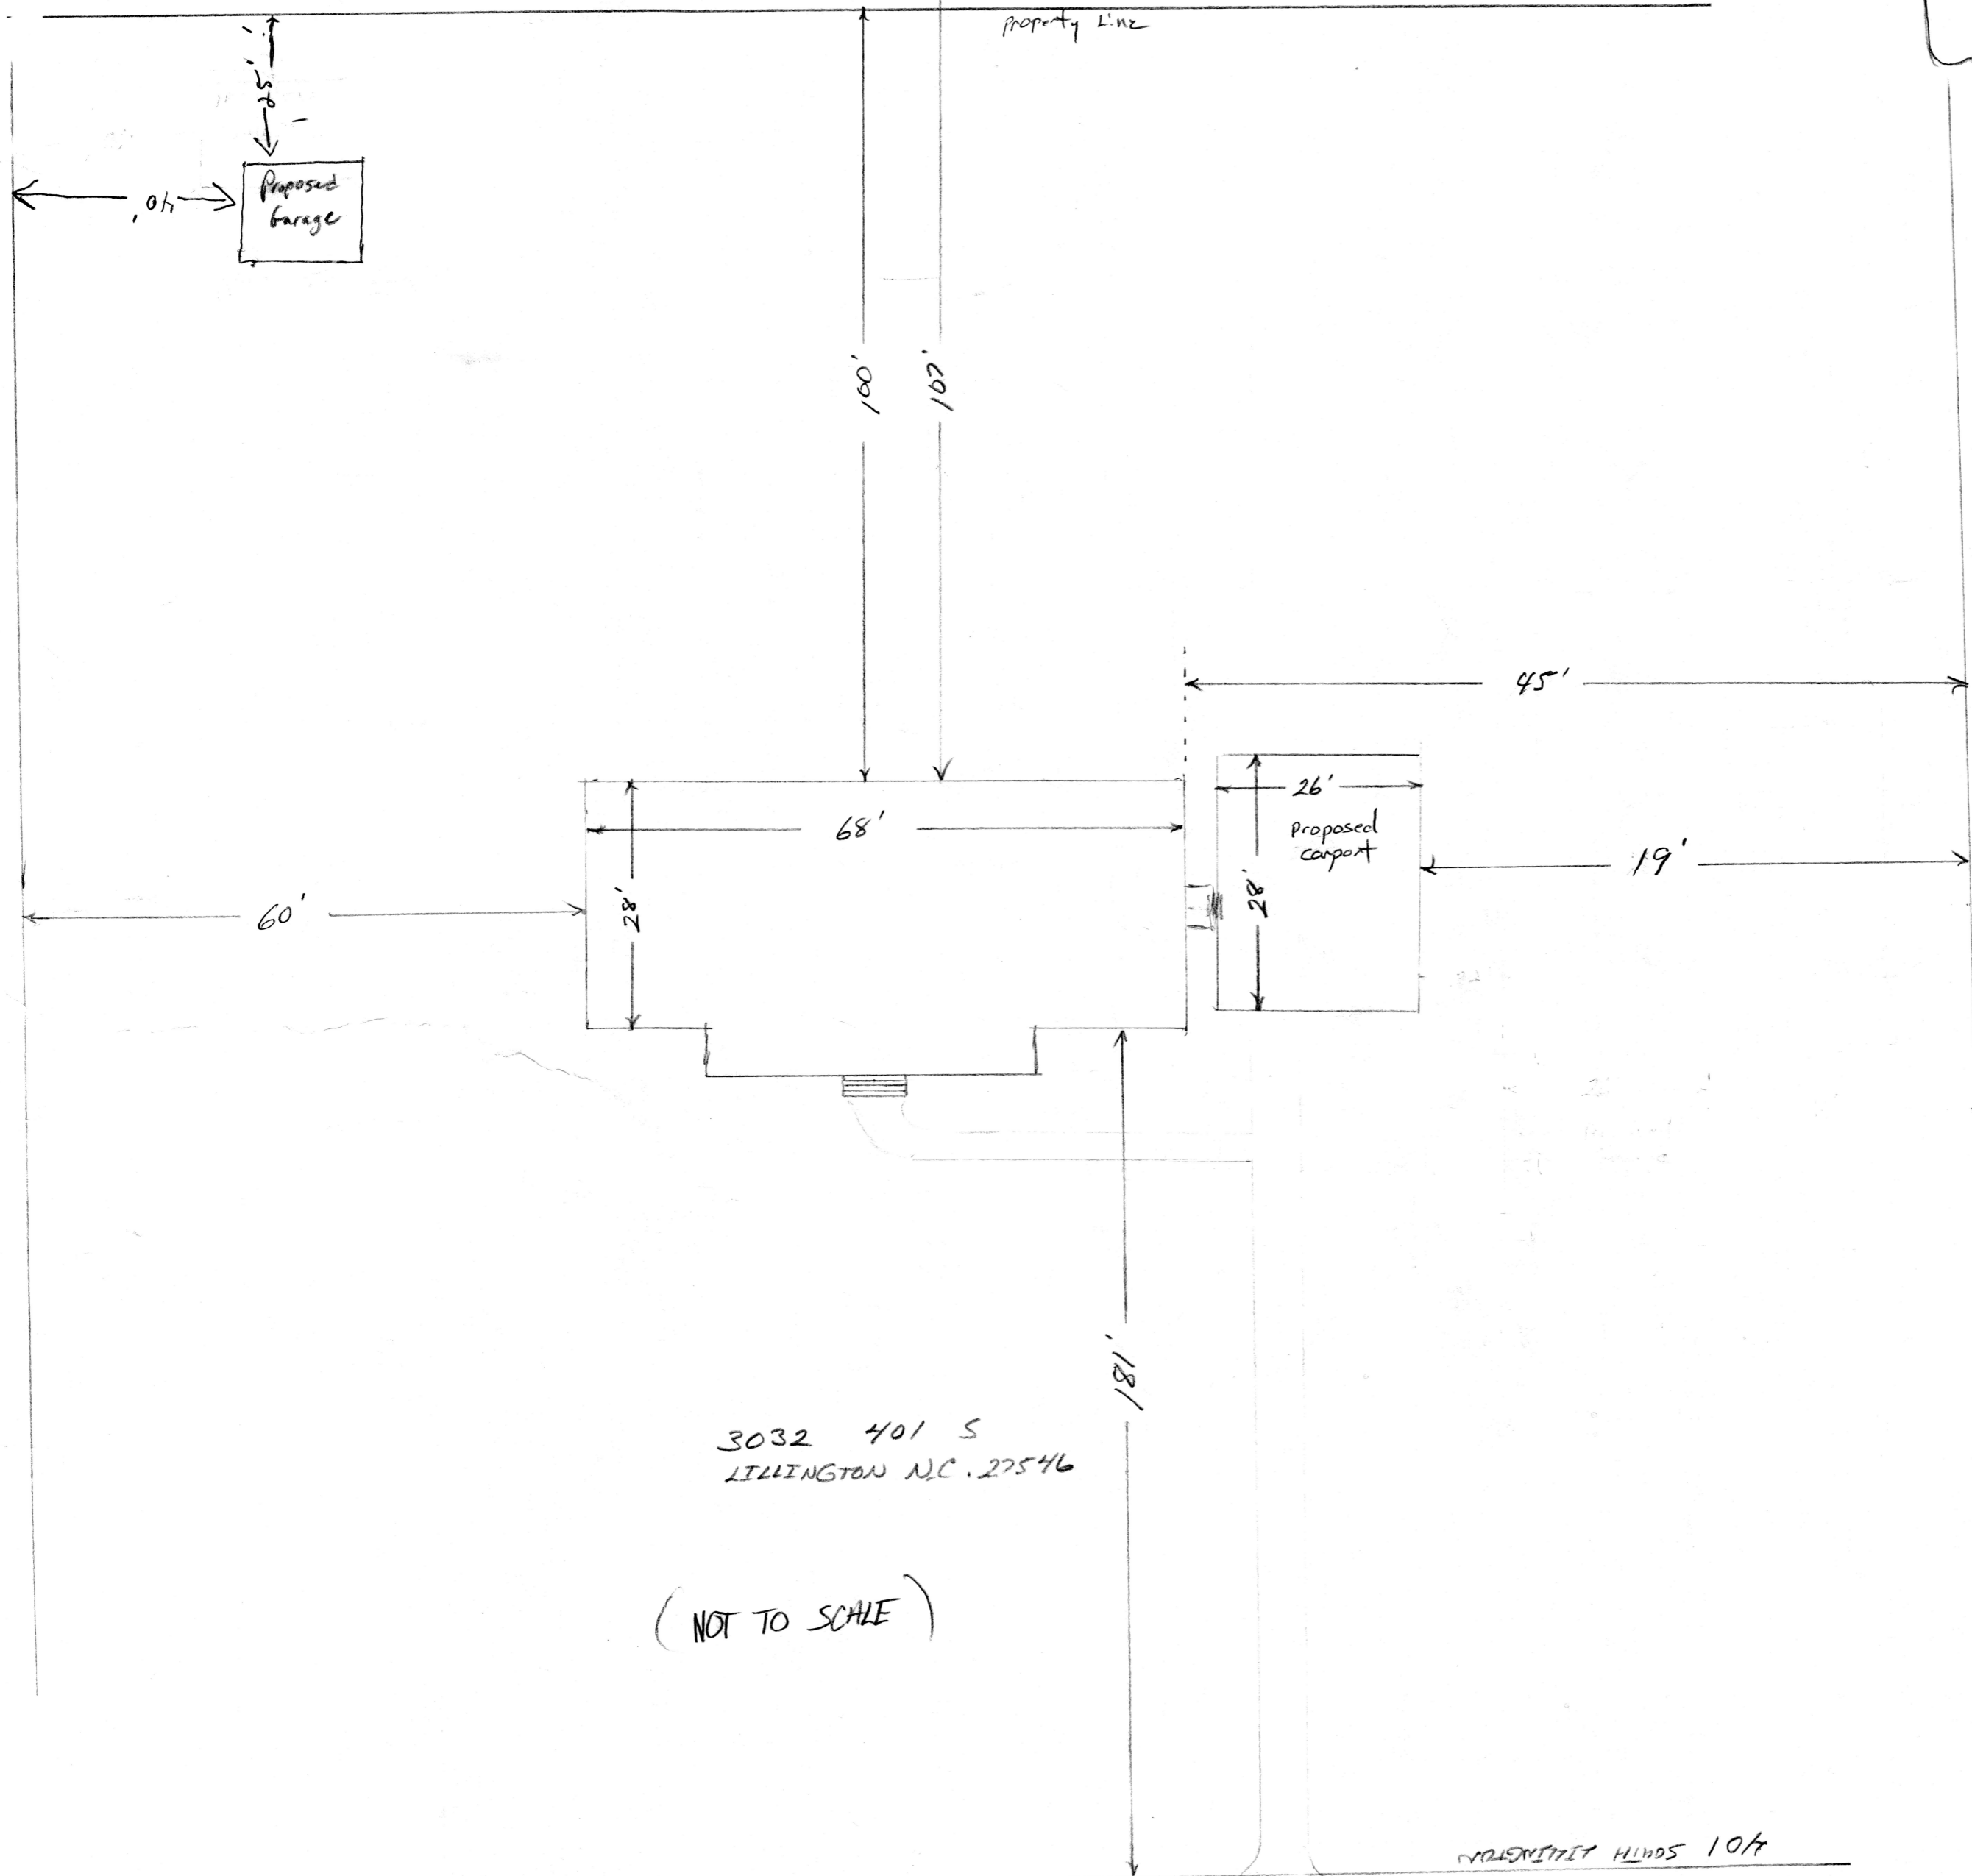 Property Line
25'
40'
Proposed
Garage
100'
107'
45'
26'
68'
Proposed
carport
19'
28'
28'
60'
181'
3032 401 S
LILLINGTON N.C. 27546
(NOT TO SCALE)
401 SOUTH LILLINGTON